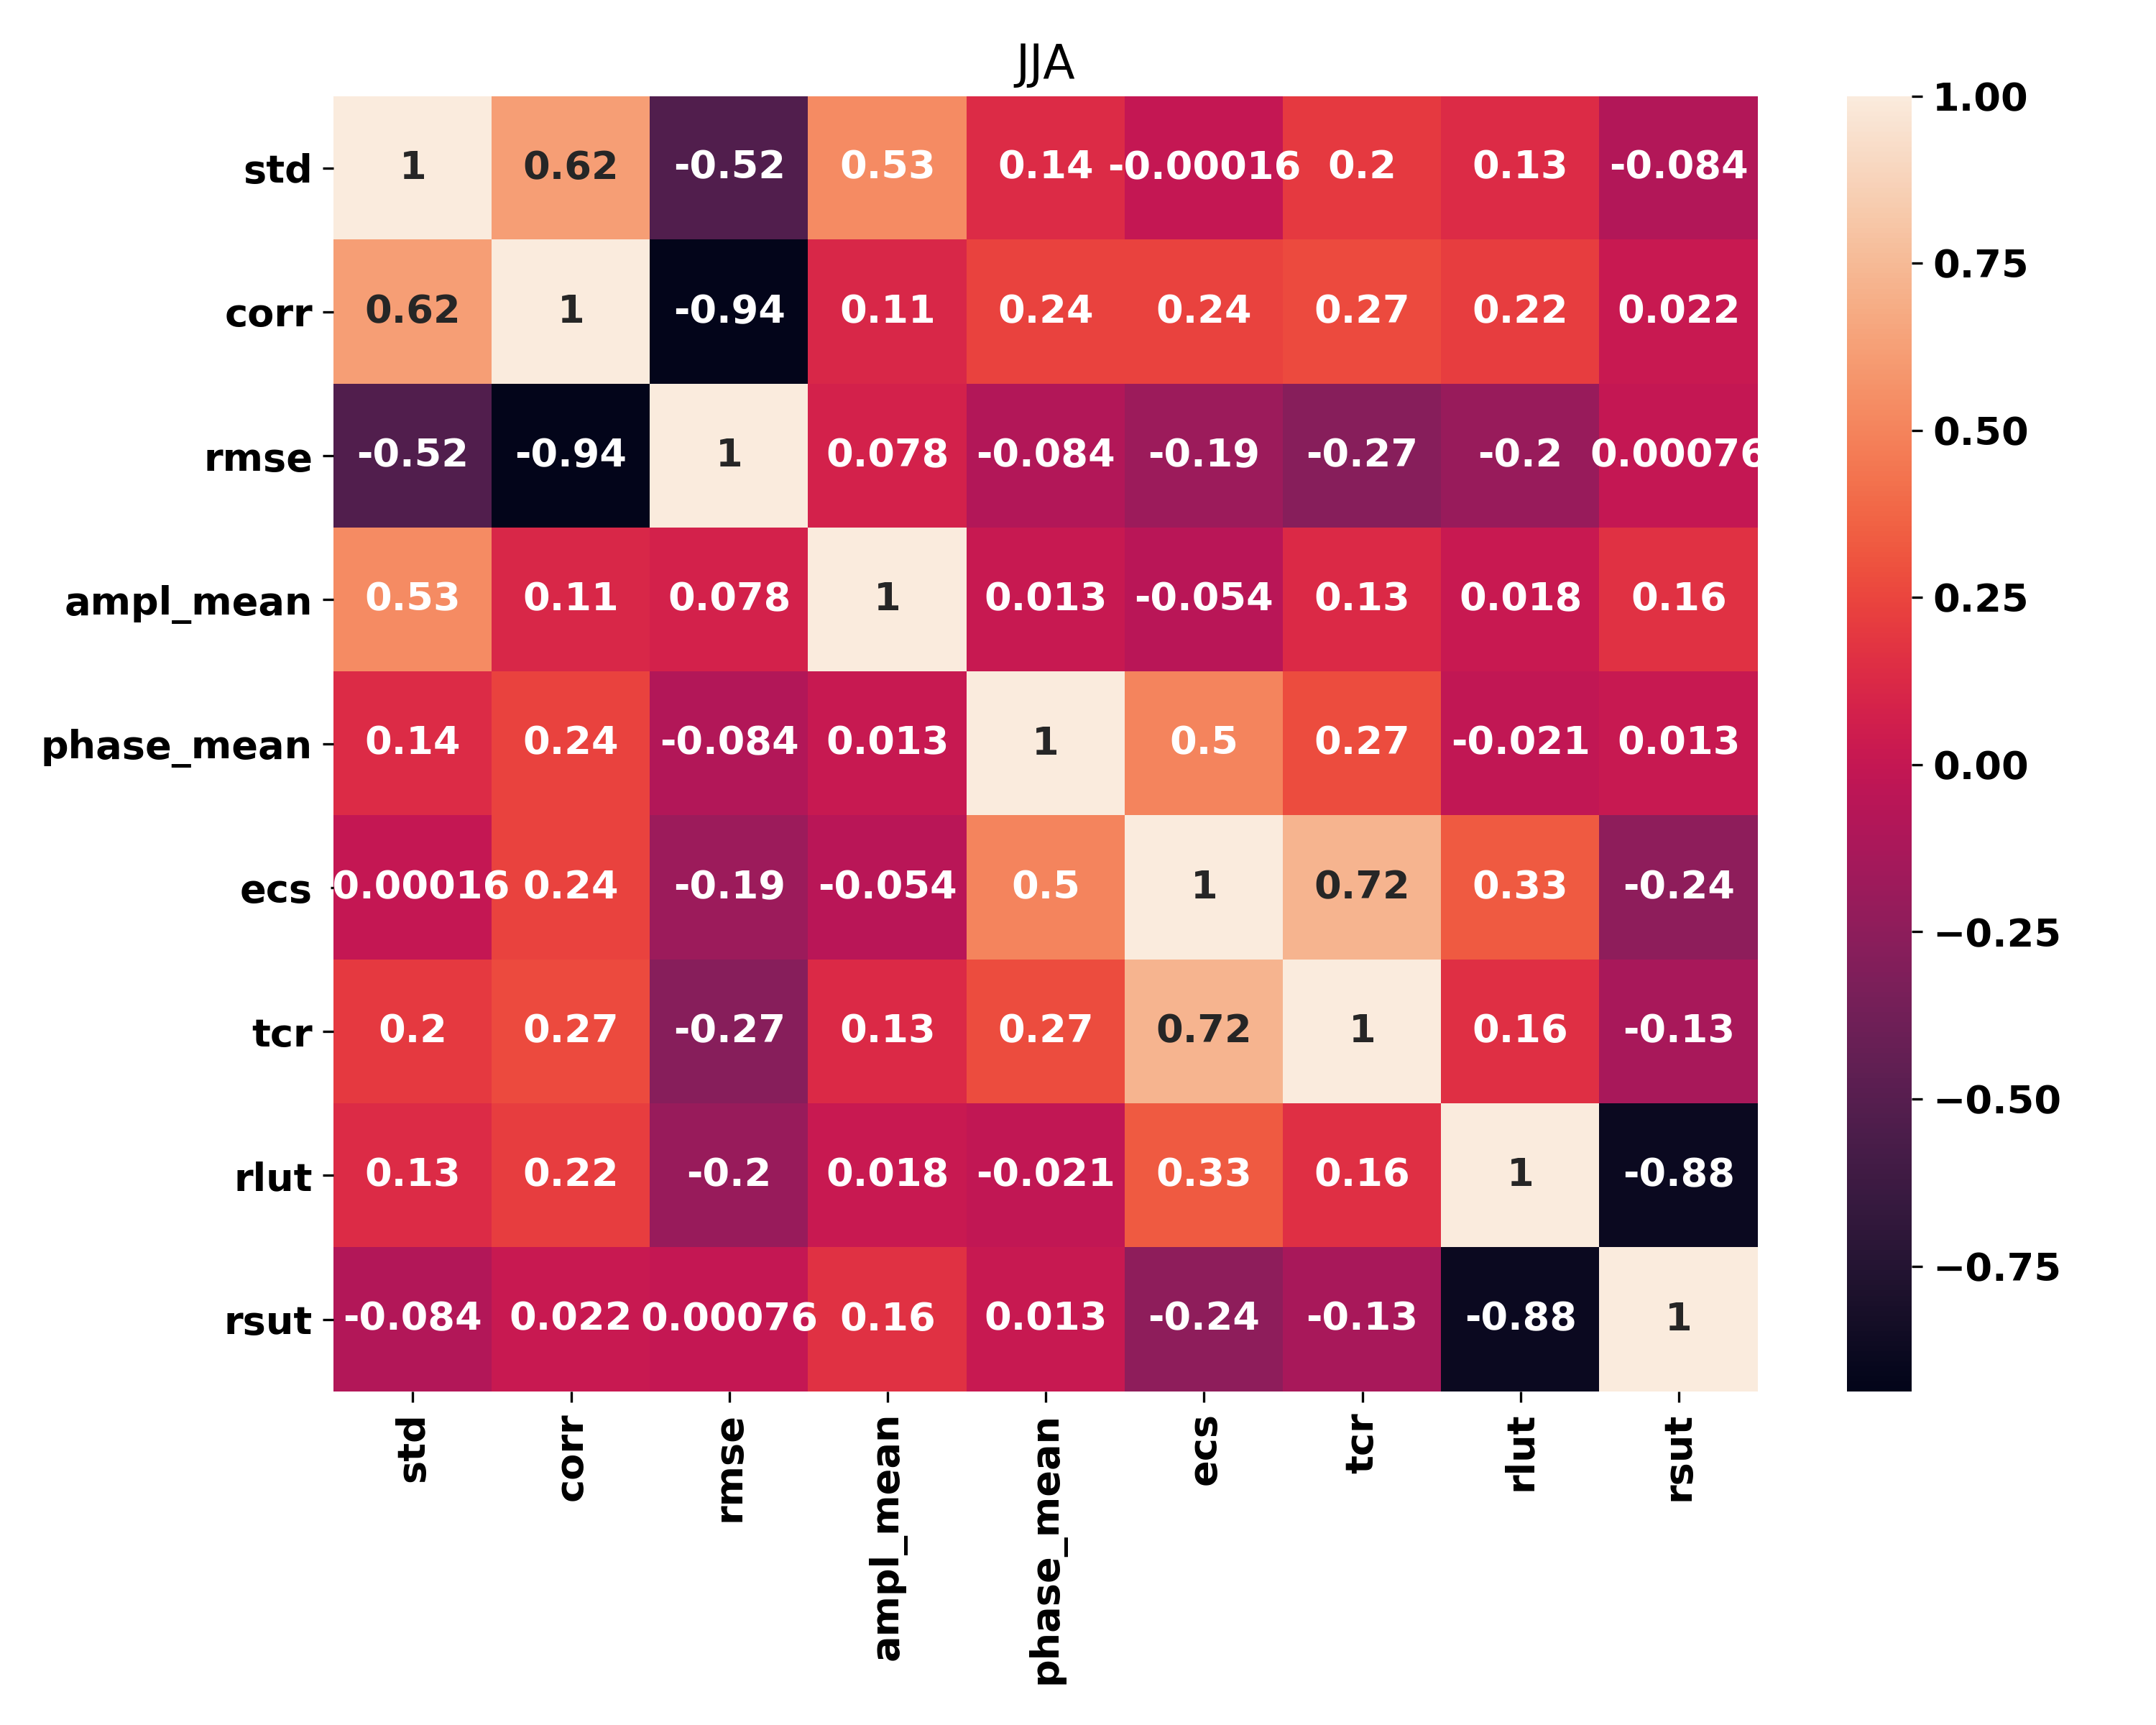 JJA
std 1 0.62 -0.52 0.53 0.14 -0.00016 0.2 0.13 -0.084
corr 0.62 1 -0.94 0.11 0.24 0.24 0.27 0.22 0.022
rmse -0.52 -0.94 1 0.078 -0.084 -0.19 -0.27 -0.2 0.00076
ampl_mean 0.53 0.11 0.078 1 0.013 -0.054 0.13 0.018 0.16
phase_mean 0.14 0.24 -0.084 0.013 1 0.5 0.27 -0.021 0.013
ecs -0.00016 0.24 -0.19 -0.054 0.5 1 0.72 0.33 -0.24
tcr 0.2 0.27 -0.27 0.13 0.27 0.72 1 0.16 -0.13
rlut 0.13 0.22 -0.2 0.018 -0.021 0.33 0.16 1 -0.88
rsut -0.084 0.022 0.00076 0.16 0.013 -0.24 -0.13 -0.88 1
std corr rmse ampl_mean phase_mean ecs tcr rlut rsut
1.00
0.75
0.50
0.25
0.00
−0.25
−0.50
−0.75